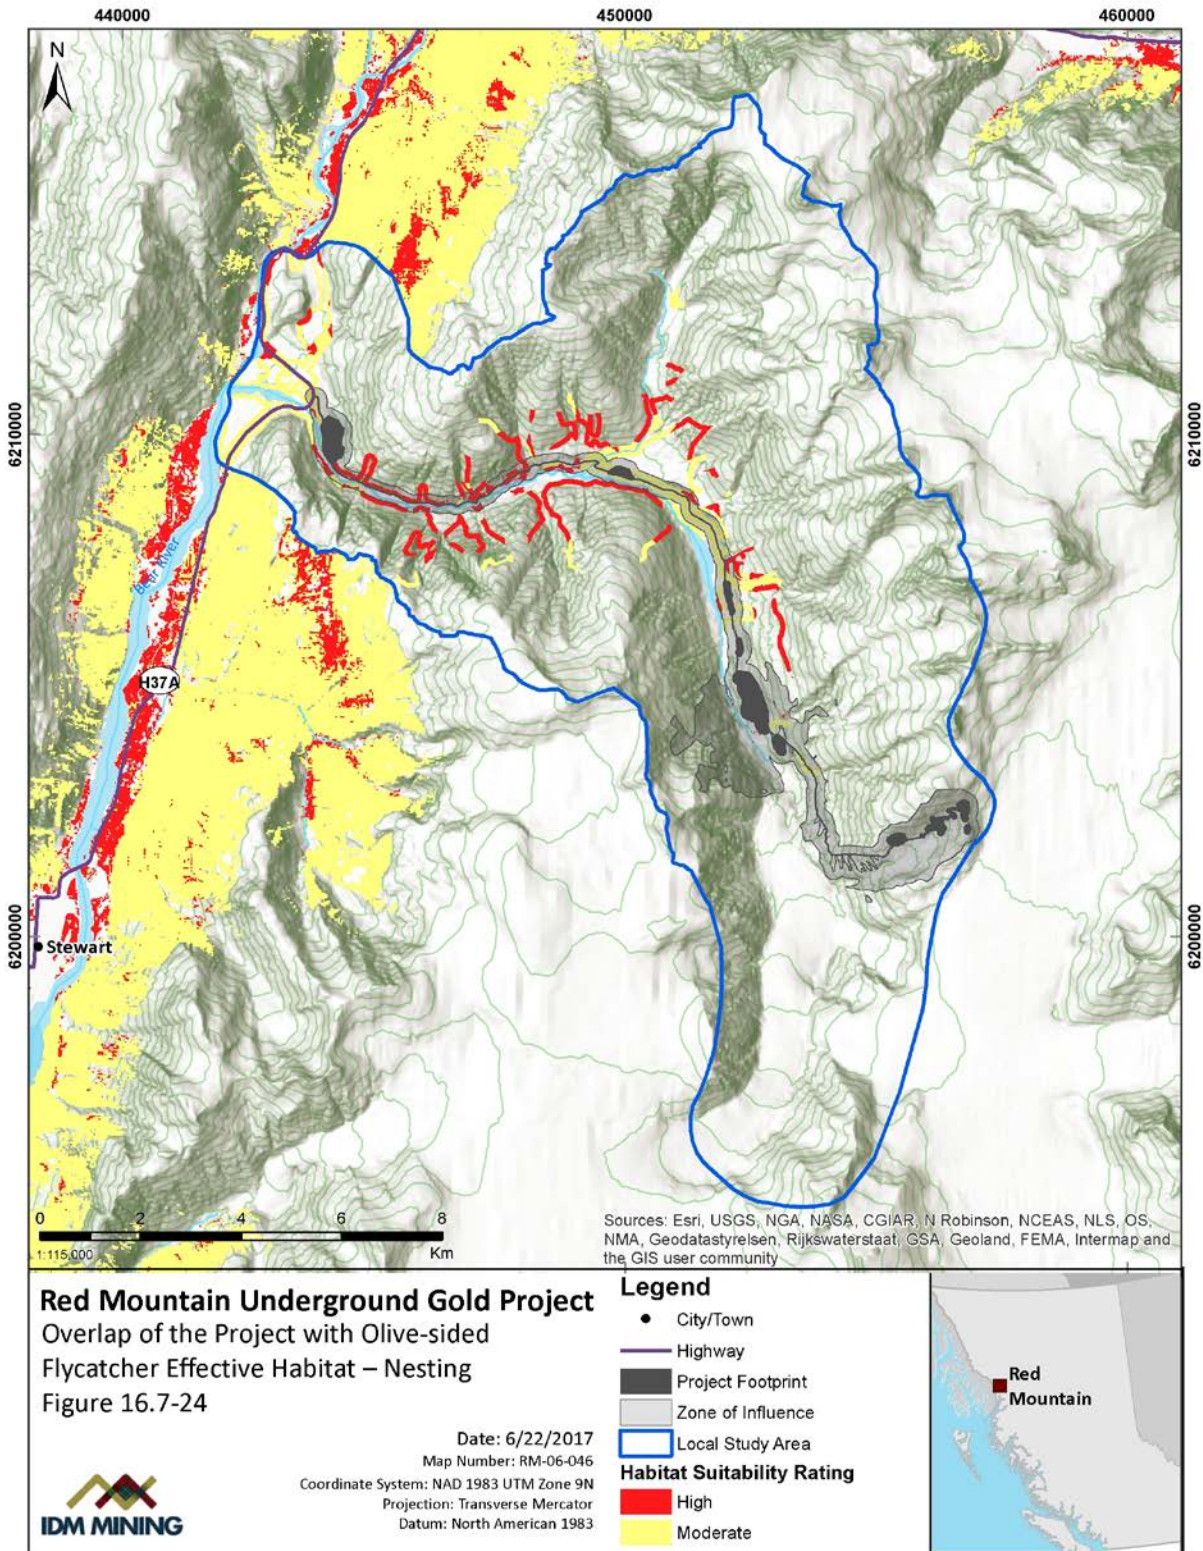 440000 450000 460000
N
6210000
6210000
Bear River
H37A
6200000
6200000
Stewart
0 2 4 6 8
1:115,000 Km
Sources: Esri, USGS, NGA, NASA, CGIAR, N Robinson, NCEAS, NLS, OS,
NMA, Geodatastyrelsen, Rijkswaterstaat, GSA, Geoland, FEMA, Intermap and
the GIS user community
Red Mountain Underground Gold Project
Overlap of the Project with Olive-sided
Flycatcher Effective Habitat – Nesting
Figure 16.7-24
Date: 6/22/2017
Map Number: RM-06-046
Coordinate System: NAD 1983 UTM Zone 9N
Projection: Transverse Mercator
Datum: North American 1983
IDM MINING
Legend
City/Town
Highway
Project Footprint
Zone of Influence
Local Study Area
Habitat Suitability Rating
High
Moderate
Red
Mountain